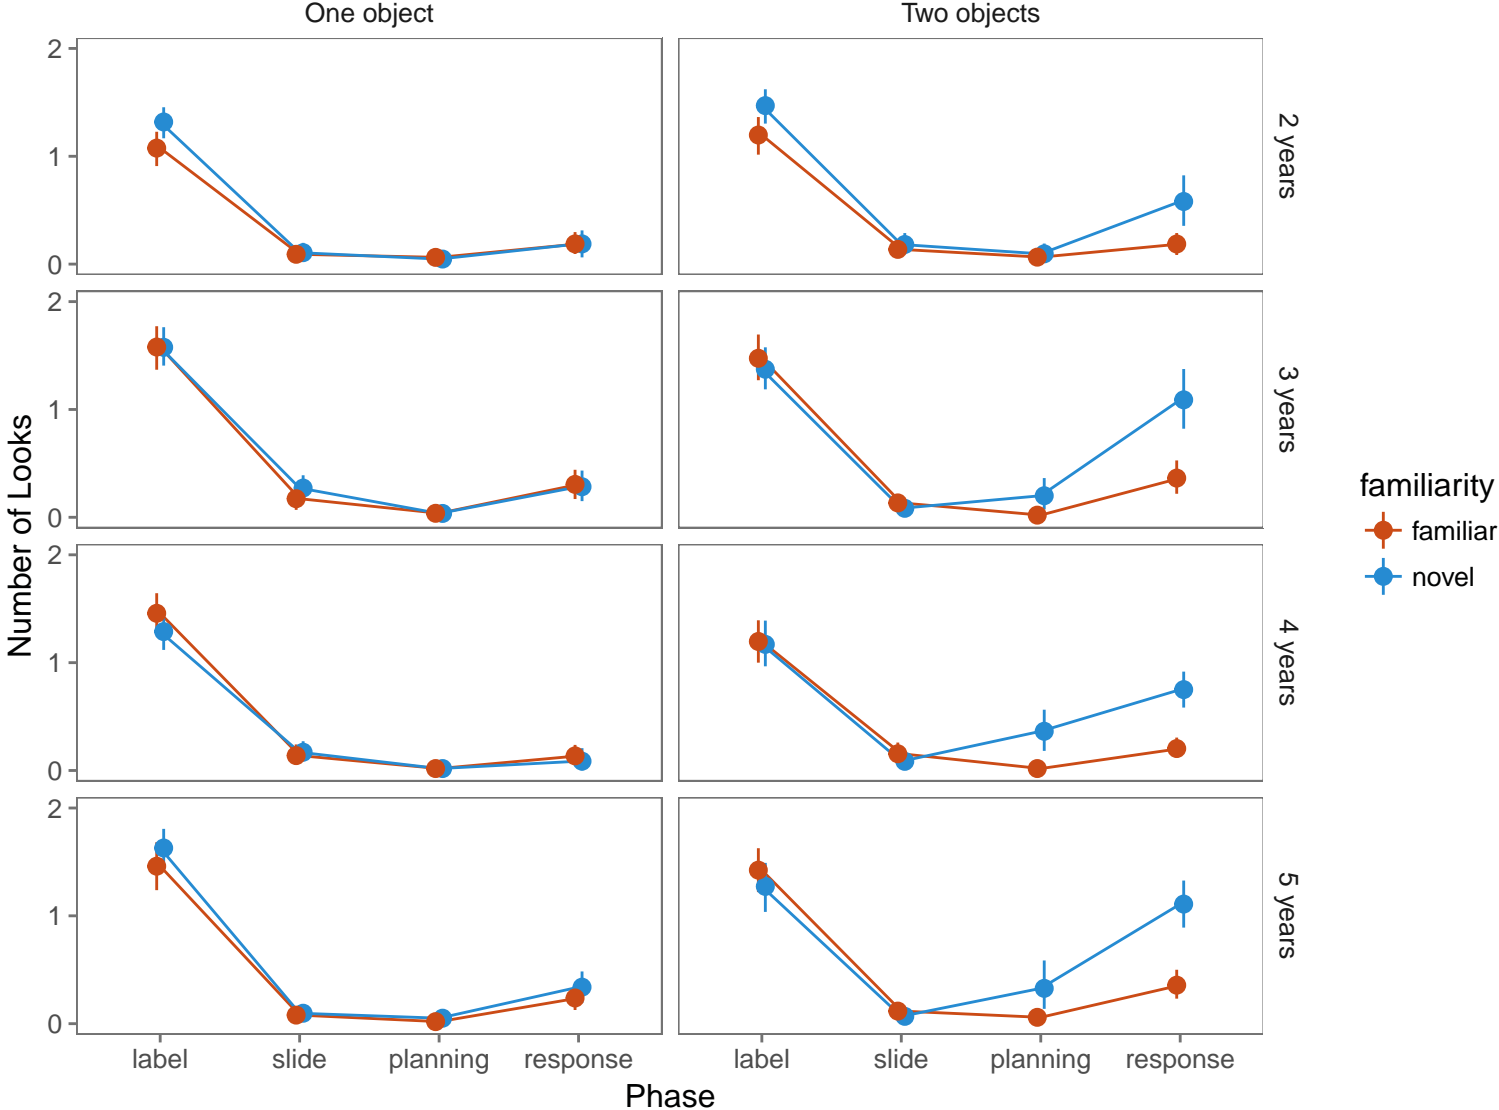 One object
Two objects
2
1
0
2 years
2
1
0
3 years
2
1
0
4 years
2
1
0
5 years
Number of Looks
label slide planning response
label slide planning response
Phase
familiarity
familiar
novel